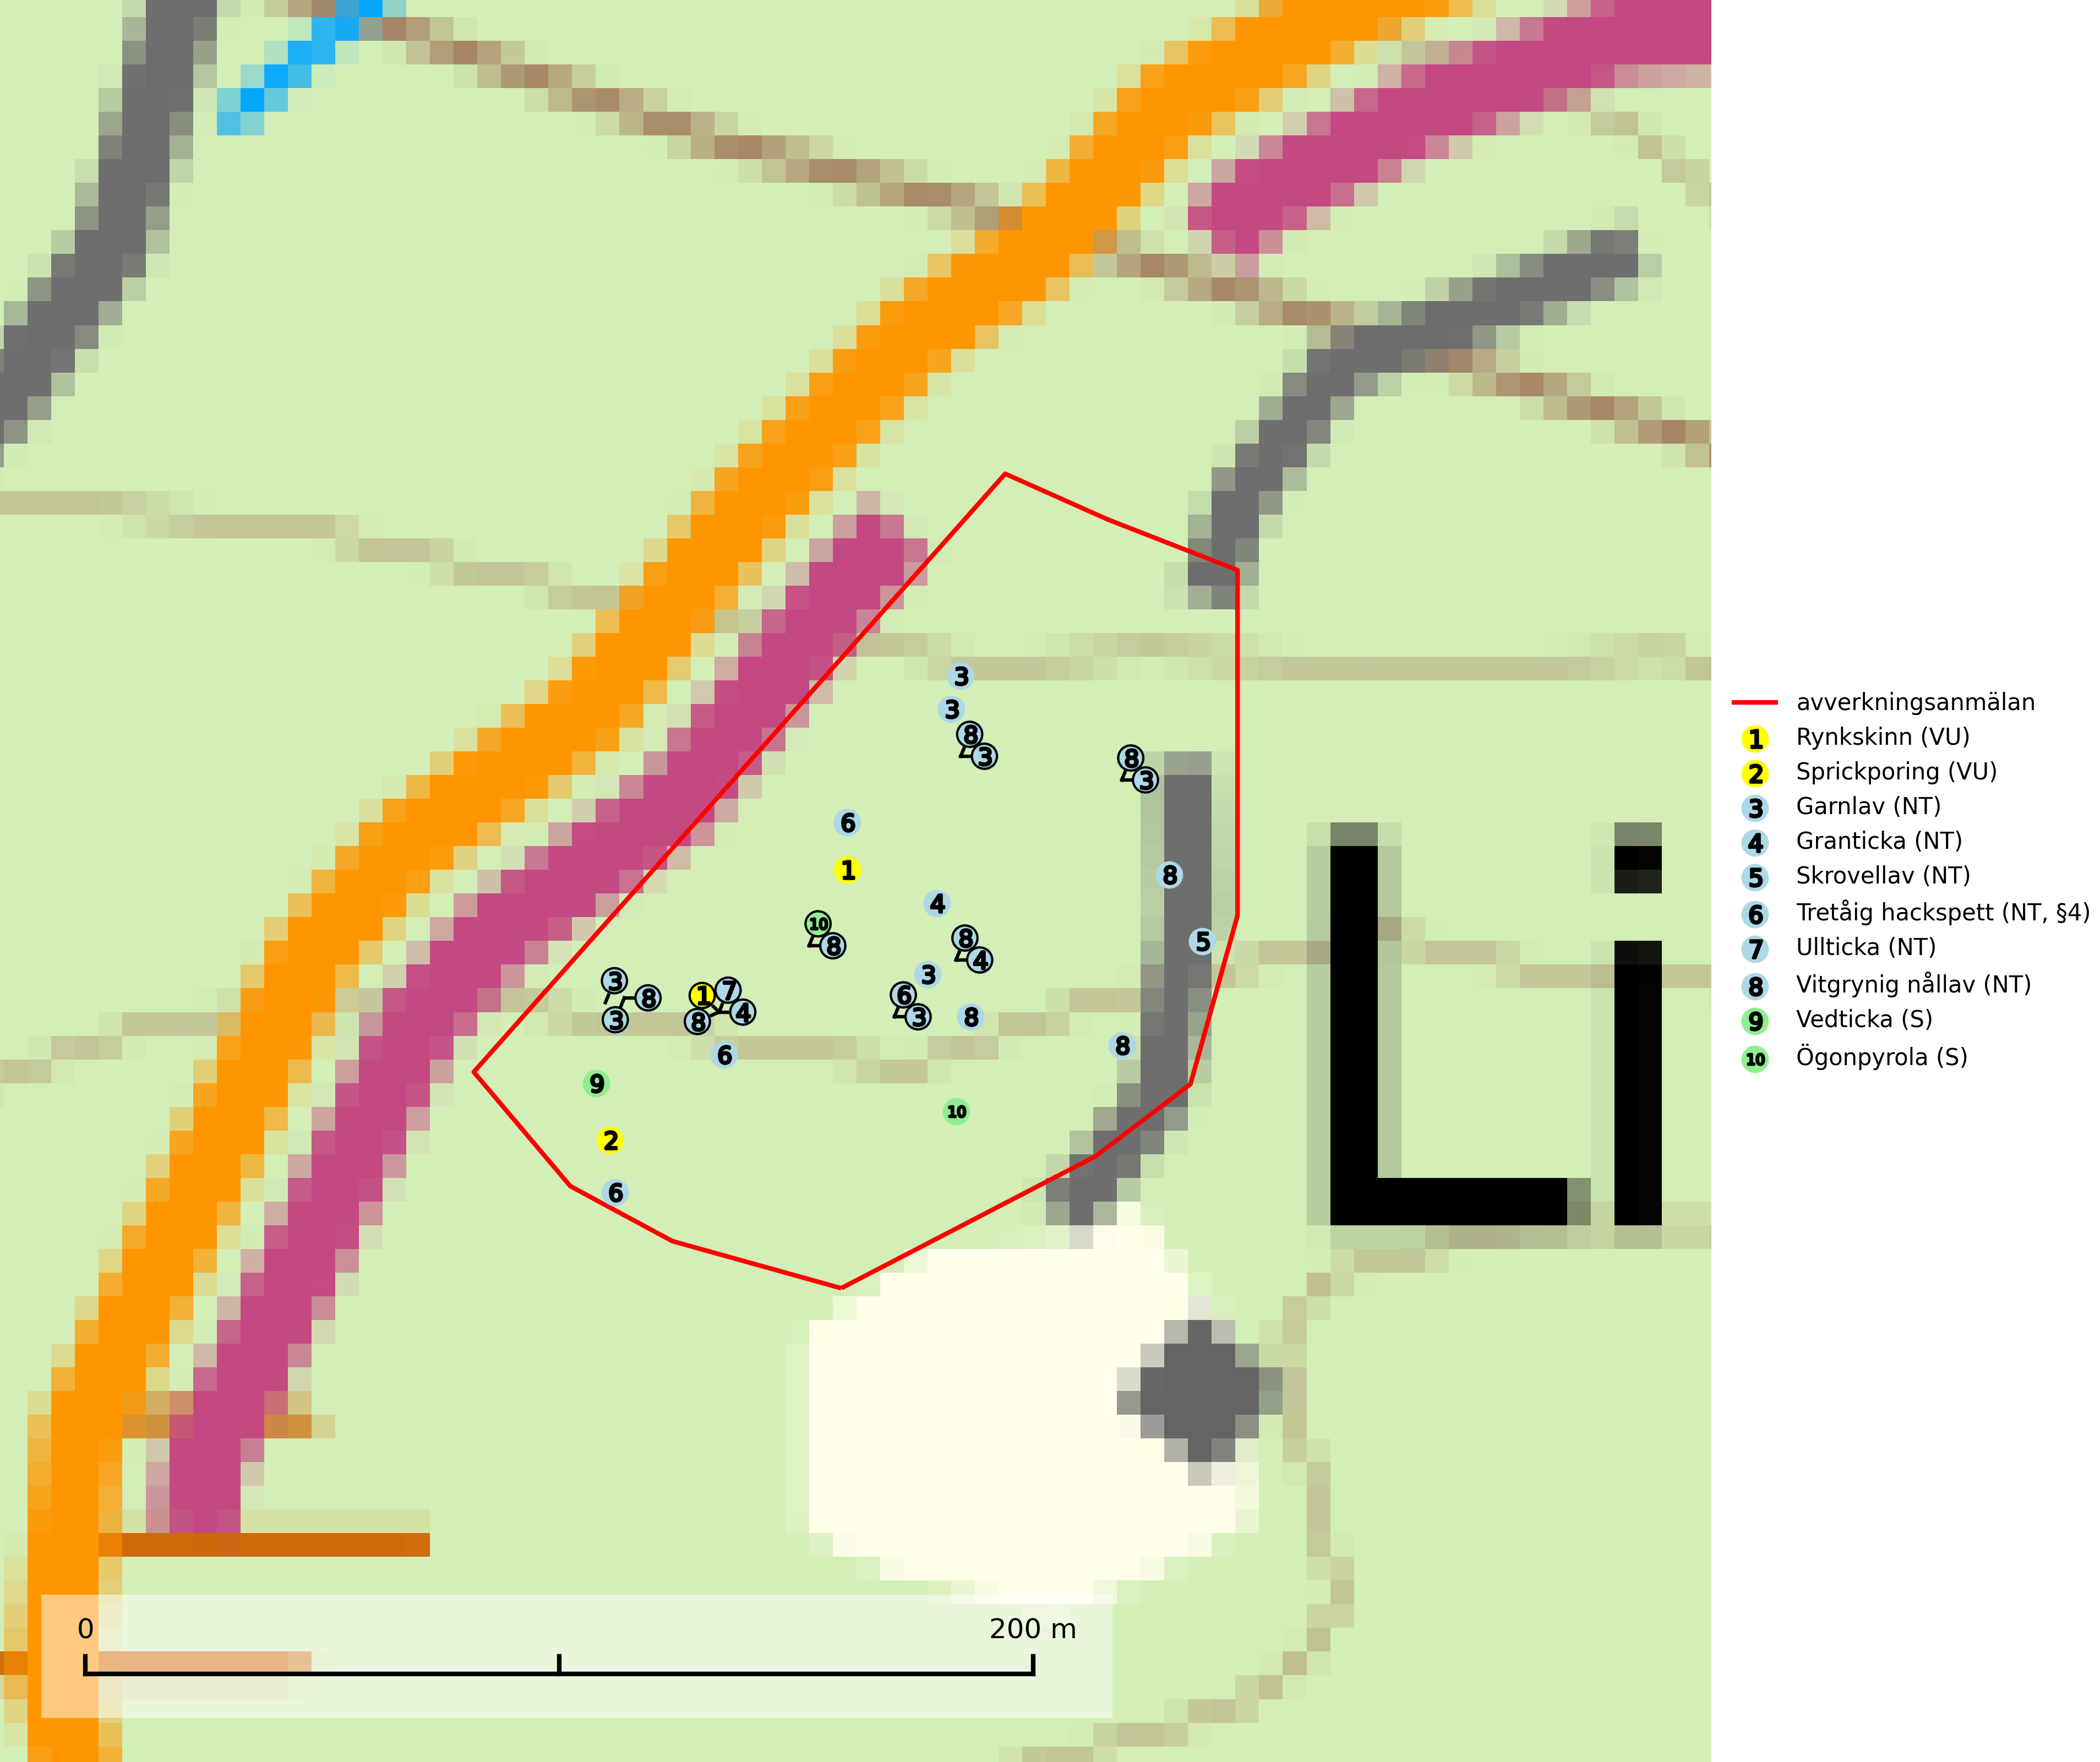 3
3
8
3
8
3
6
1
8
4
10
8
8
4
5
3
3
8
3
1
7
4
8
6
3
8
6
8
9
10
2
6
Li
0 200 m
avverkningsanmälan
1 Rynkskinn (VU)
2 Sprickporing (VU)
3 Garnlav (NT)
4 Granticka (NT)
5 Skrovellav (NT)
6 Tretåig hackspett (NT, §4)
7 Ullticka (NT)
8 Vitgrynig nållav (NT)
9 Vedticka (S)
10 Ögonpyrola (S)